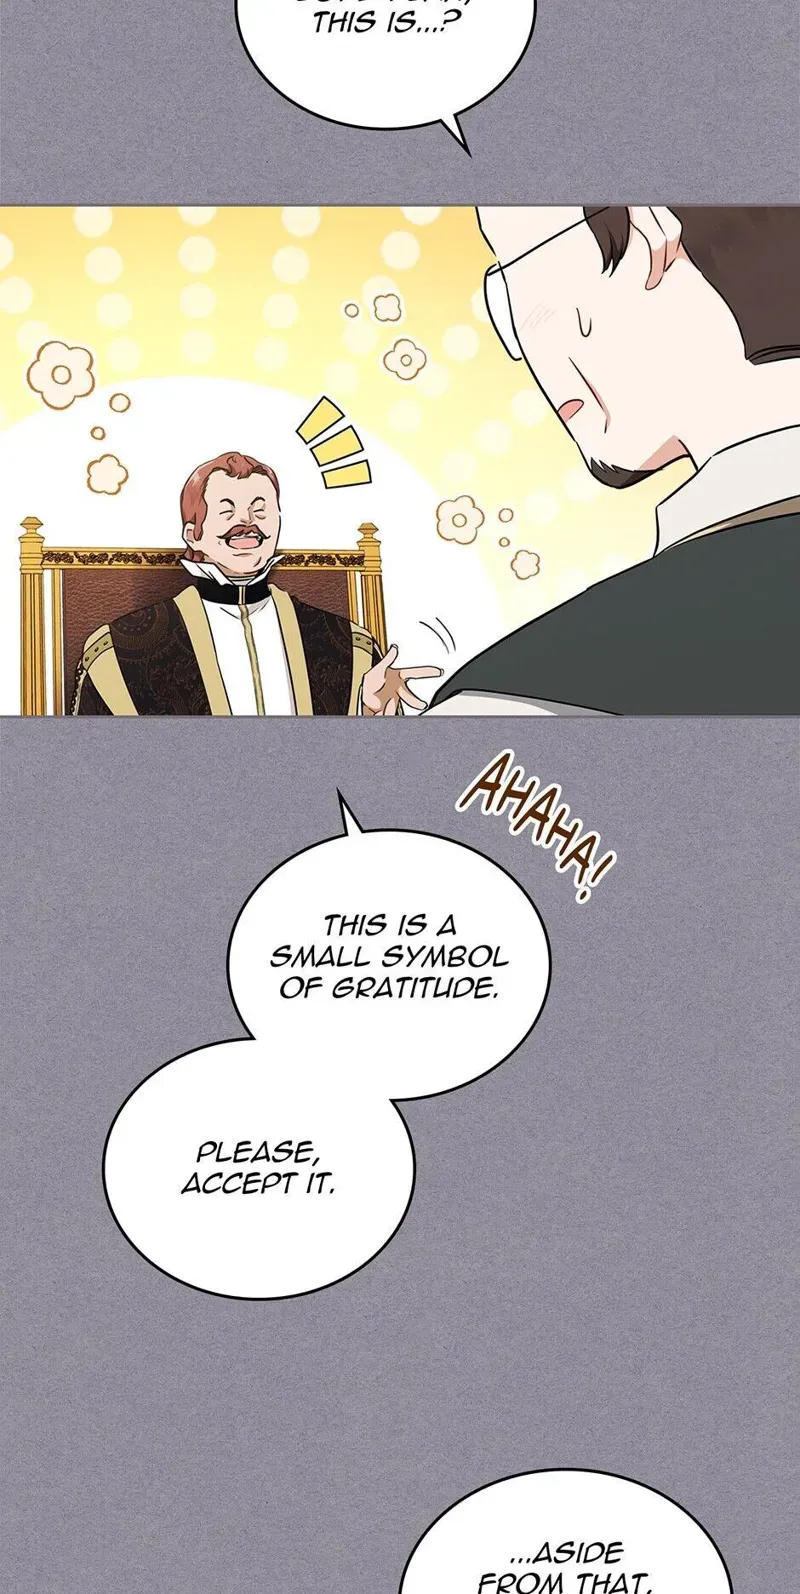 THIS IS...?
AHAHA!
THIS IS A
SMALL SYMBOL
OF GRATITUDE.
PLEASE,
ACCEPT IT.
...ASIDE
FROM THAT,